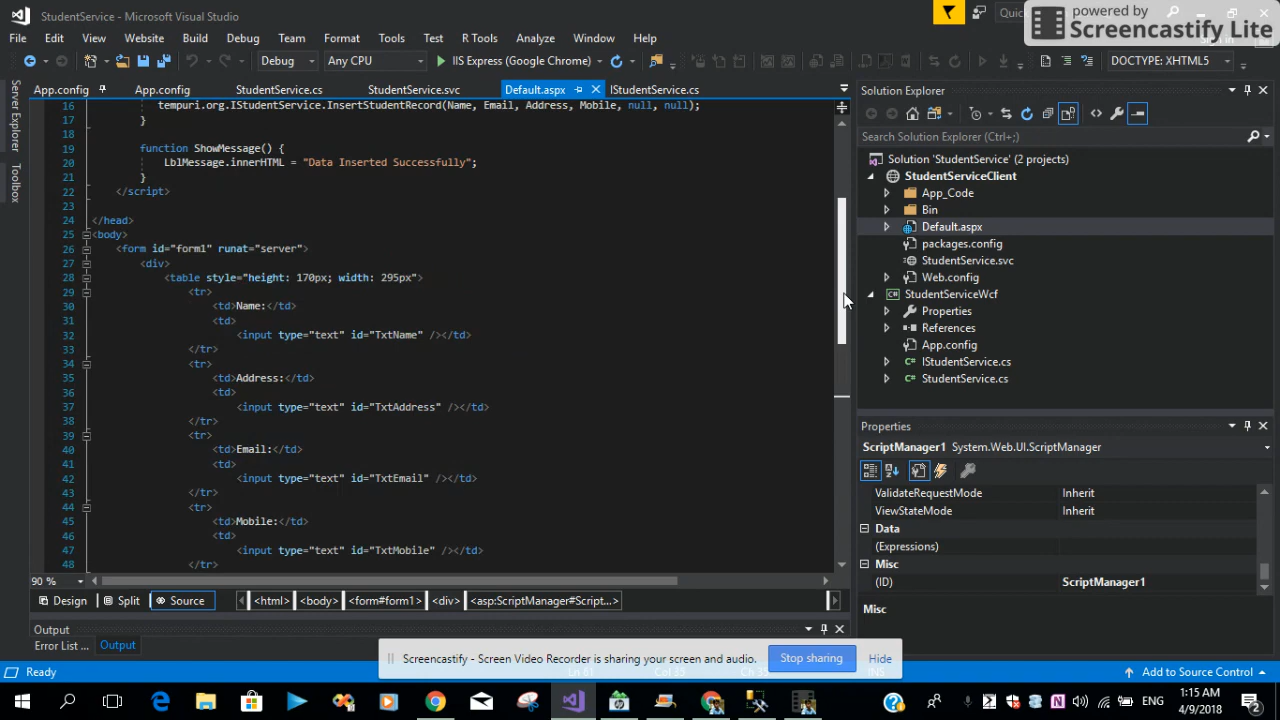 StudentService - Microsoft Visual Studio
Quic
powered by
Screencastify Lite
File Edit View Website Build Debug Team Format Tools Test R Tools Analyze Window Help
Debug Any CPU IIS Express (Google Chrome) DOCTYPE: XHTML5
App.config App.config StudentService.cs StudentService.svc Default.aspx IStudentService.cs
Server Explorer
Toolbox
16 tempuri.org.IStudentService.InsertStudentRecord(Name, Email, Address, Mobile, null, null);
17 }
18
19 function ShowMessage() {
20 LblMessage.innerHTML = "Data Inserted Successfully";
21 }
22 </script>
23
24 </head>
25 <body>
26 <form id="form1" runat="server">
27 <div>
28 <table style="height: 170px; width: 295px">
29 <tr>
30 <td>Name:</td>
31 <td>
32 <input type="text" id="TxtName" /></td>
33 </tr>
34 <tr>
35 <td>Address:</td>
36 <td>
37 <input type="text" id="TxtAddress" /></td>
38 </tr>
39 <tr>
40 <td>Email:</td>
41 <td>
42 <input type="text" id="TxtEmail" /></td>
43 </tr>
44 <tr>
45 <td>Mobile:</td>
46 <td>
47 <input type="text" id="TxtMobile" /></td>
48 </tr>
90 %
Design Split Source <html> <body> <form#form1> <div> <asp:ScriptManager#Script...>
Output
Error List ... Output
Solution Explorer
Search Solution Explorer (Ctrl+;)
Solution 'StudentService' (2 projects)
StudentServiceClient
App_Code
Bin
Default.aspx
packages.config
StudentService.svc
Web.config
StudentServiceWcf
Properties
References
App.config
IStudentService.cs
StudentService.cs
Properties
ScriptManager1 System.Web.UI.ScriptManager
ValidateRequestMode Inherit
ViewStateMode Inherit
Data
(Expressions)
Misc
(ID) ScriptManager1
Misc
Screencastify - Screen Video Recorder is sharing your screen and audio. Stop sharing Hide
Ready
Add to Source Control
ENG
1:15 AM
4/9/2018
2